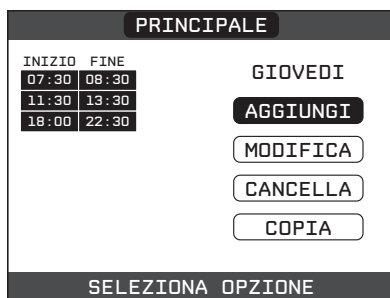 PRINCIPALE
INIZIO FINE
07:30 08:30
11:30 13:30
18:00 22:30
GIOVEDI
AGGIUNGI
MODIFICA
CANCELLA
COPIA
SELEZIONA OPZIONE